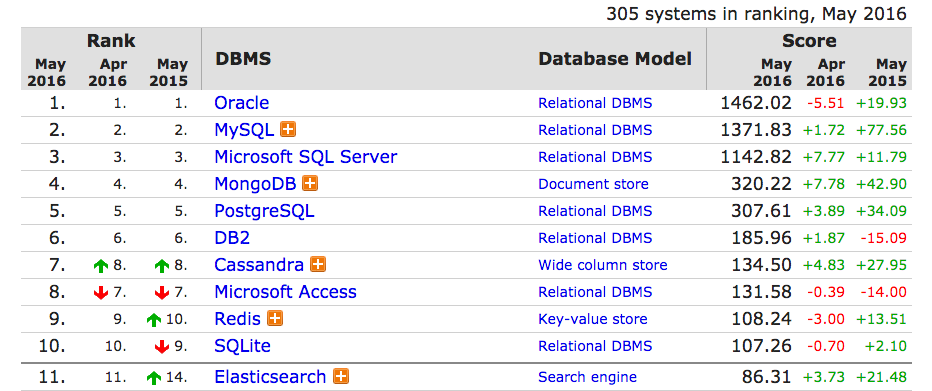 305 systems in ranking, May 2016
Rank DBMS Database Model Score
May 2016 Apr 2016 May 2015 May 2016 Apr 2016 May 2015
1. 1. 1. Oracle Relational DBMS 1462.02 -5.51 +19.93
2. 2. 2. MySQL Relational DBMS 1371.83 +1.72 +77.56
3. 3. 3. Microsoft SQL Server Relational DBMS 1142.82 +7.77 +11.79
4. 4. 4. MongoDB Document store 320.22 +7.78 +42.90
5. 5. 5. PostgreSQL Relational DBMS 307.61 +3.89 +34.09
6. 6. 6. DB2 Relational DBMS 185.96 +1.87 -15.09
7. 8. 8. Cassandra Wide column store 134.50 +4.83 +27.95
8. 7. 7. Microsoft Access Relational DBMS 131.58 -0.39 -14.00
9. 9. 10. Redis Key-value store 108.24 -3.00 +13.51
10. 10. 9. SQLite Relational DBMS 107.26 -0.70 +2.10
11. 11. 14. Elasticsearch Search engine 86.31 +3.73 +21.48